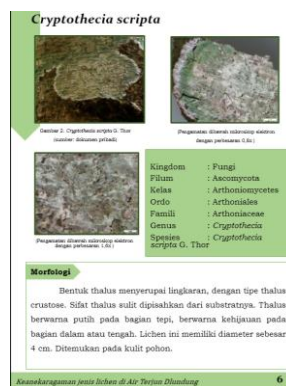 Cryptothecia scripta
Gambar 2. Cryptothecia scripta G. Thor
(sumber: dokumen pribadi)
(Pengamatan dibawah mikroskop elektron
dengan perbesaran 0,8x)
(Pengamatan dibawah mikroskop elektron
dengan perbesaran 1,6x)
Kingdom : Fungi
Filum : Ascomycota
Kelas : Arthoniomycetes
Ordo : Arthoniales
Famili : Arthoniaceae
Genus : Cryptothecia
Spesies : Cryptothecia
scripta G. Thor
Morfologi
Bentuk thalus menyerupai lingkaran, dengan tipe thalus
crustose. Sifat thalus sulit dipisahkan dari substratnya. Thalus
berwarna putih pada bagian tepi, berwarna kehijauan pada
bagian dalam atau tengah. Lichen ini memiliki diameter sebesar
4 cm. Ditemukan pada kulit pohon.
Keanekaragaman jenis lichen di Air Terjun Dlundung 6